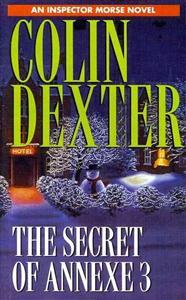 AN INSPECTOR MORSE NOVEL
COLIN
DEXTER
HOTEL
THE SECRET
OF ANNEXE 3